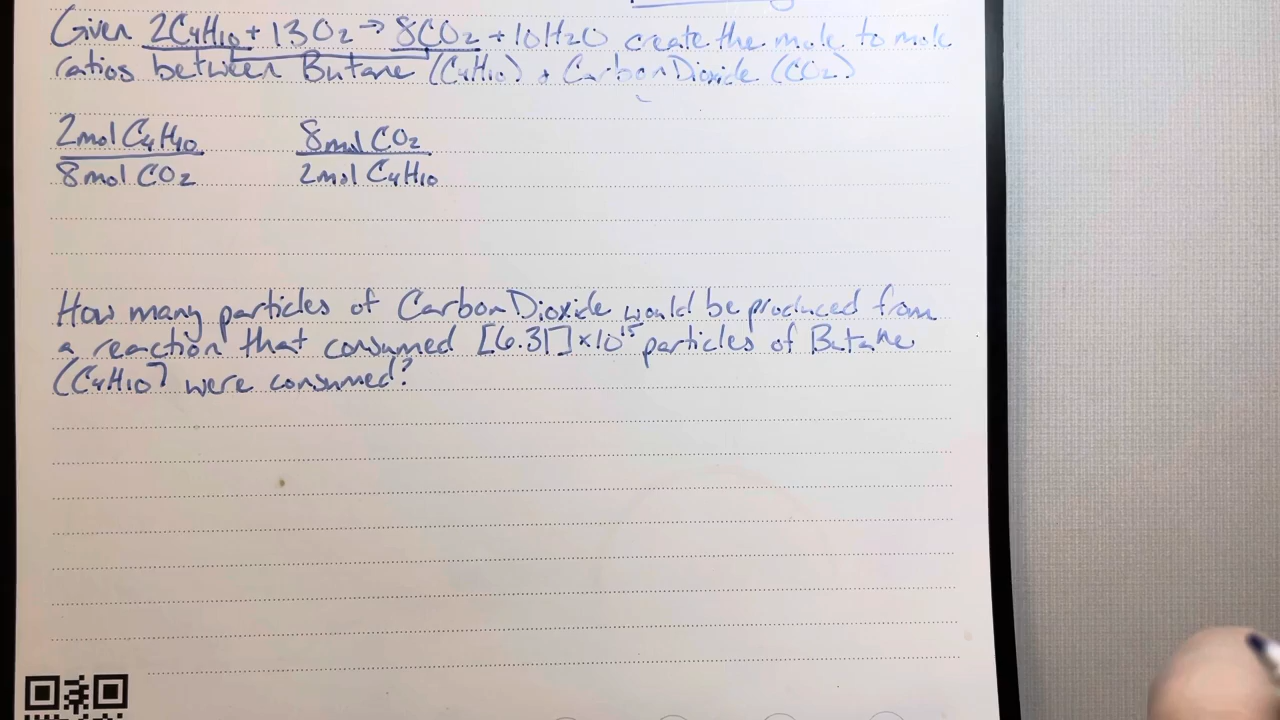 Given 2C4H10 + 13O2 → 8CO2 + 10H2O create the mole to mole
ratios between Butane (C4H10) + Carbon Dioxide (CO2)
2mol C4H10 8mol CO2
8mol CO2 2mol C4H10
How many particles of Carbon Dioxide would be produced from
a reaction that consumed [6.31]×10^15 particles of Butane
(C4H10) were consumed?